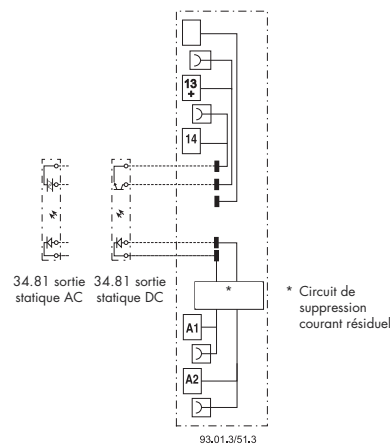 13
+
14
34.81 sortie
statique AC
34.81 sortie
statique DC
*
* Circuit de
suppression
courant résiduel
A1
A2
93.01.3/51.3